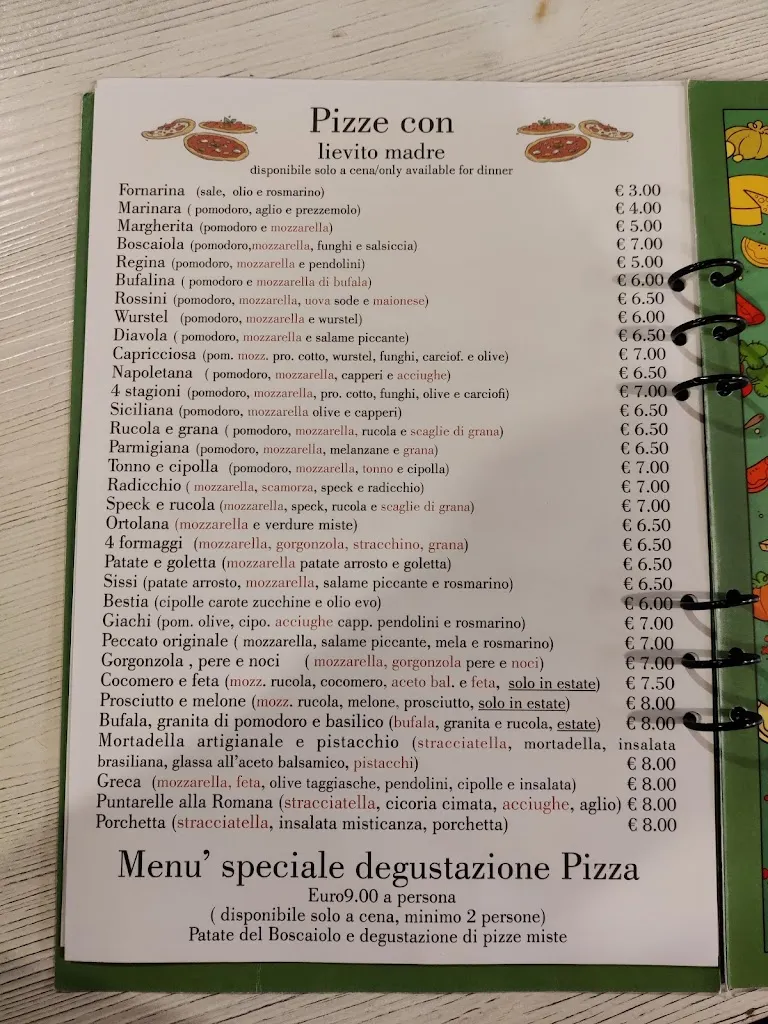 Pizze con
lievito madre
disponibile solo a cena/only available for dinner
Fornarina (sale, olio e rosmarino) € 3.00
Marinara ( pomodoro, aglio e prezzemolo) € 4.00
Margherita (pomodoro e mozzarella) € 5.00
Boscaiola (pomodoro,mozzarella, funghi e salsiccia) € 7.00
Regina (pomodoro, mozzarella e pendolini) € 5.00
Bufalina ( pomodoro e mozzarella di bufala) € 6.00
Rossini (pomodoro, mozzarella, uova sode e maionese) € 6.50
Wurstel (pomodoro, mozzarella e wurstel) € 6.00
Diavola ( pomodoro, mozzarella e salame piccante) € 6.50
Capricciosa (pom. mozz. pro. cotto, wurstel, funghi, carciof. e olive) € 7.00
Napoletana ( pomodoro, mozzarella, capperi e acciughe) € 6.50
4 stagioni ( pomodoro, mozzarella, pro. cotto, funghi, olive e carciofi) € 7.00
Siciliana (pomodoro, mozzarella olive e capperi) € 6.50
Rucola e grana ( pomodoro, mozzarella, rucola e scaglie di grana) € 6.50
Parmigiana (pomodoro, mozzarella, melanzane e grana) € 6.50
Tonno e cipolla (pomodoro, mozzarella, tonno e cipolla) € 7.00
Radicchio ( mozzarella, scamorza, speck e radicchio) € 7.00
Speck e rucola (mozzarella, speck, rucola e scaglie di grana) € 7.00
Ortolana (mozzarella e verdure miste) € 6.50
4 formaggi (mozzarella, gorgonzola, stracchino, grana) € 6.50
Patate e goletta (mozzarella patate arrosto e goletta) € 6.50
Sissi (patate arrosto, mozzarella, salame piccante e rosmarino) € 6.50
Bestia (cipolle carote zucchine e olio evo) € 6.00
Giachi (pom. olive, cipo. acciughe capp. pendolini e rosmarino) € 7.00
Peccato originale ( mozzarella, salame piccante, mela e rosmarino) € 7.00
Gorgonzola , pere e noci ( mozzarella, gorgonzola pere e noci) € 7.00
Cocomero e feta (mozz. rucola, cocomero, aceto bal. e feta, solo in estate) € 7.50
Prosciutto e melone (mozz. rucola, melone, prosciutto, solo in estate) € 8.00
Bufala, granita di pomodoro e basilico (bufala, granita e rucola, estate) € 8.00
Mortadella artigianale e pistacchio (stracciatella, mortadella, insalata
brasiliana, glassa all'aceto balsamico, pistacchi) € 8.00
Greca (mozzarella, feta, olive taggiasche, pendolini, cipolle e insalata) € 8.00
Puntarelle alla Romana (stracciatella, cicoria cimata, acciughe, aglio) € 8.00
Porchetta (stracciatella, insalata misticanza, porchetta) € 8.00
Menu' speciale degustazione Pizza
Euro9.00 a persona
( disponibile solo a cena, minimo 2 persone)
Patate del Boscaiolo e degustazione di pizze miste